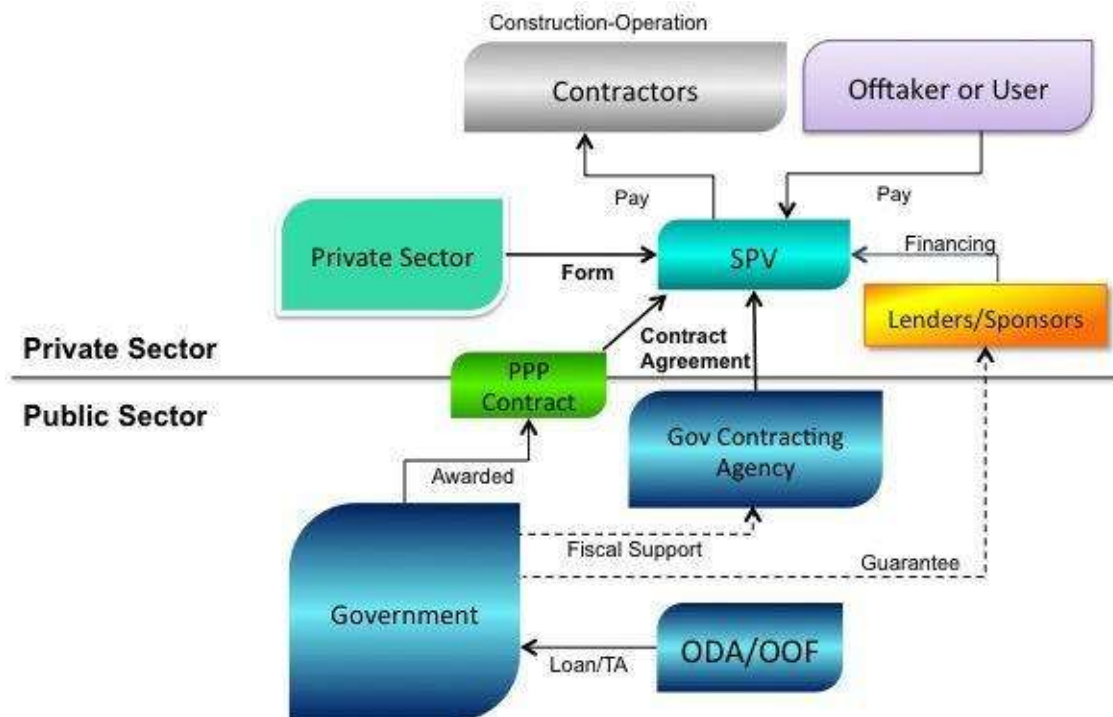 Construction-Operation
Contractors
Offtaker or User
Pay
Pay
Private Sector
Form
SPV
Financing
Lenders/Sponsors
Private Sector
Contract
Agreement
PPP
Contract
Public Sector
Gov Contracting
Agency
Awarded
Fiscal Support
Guarantee
Government
Loan/TA
ODA/OOF